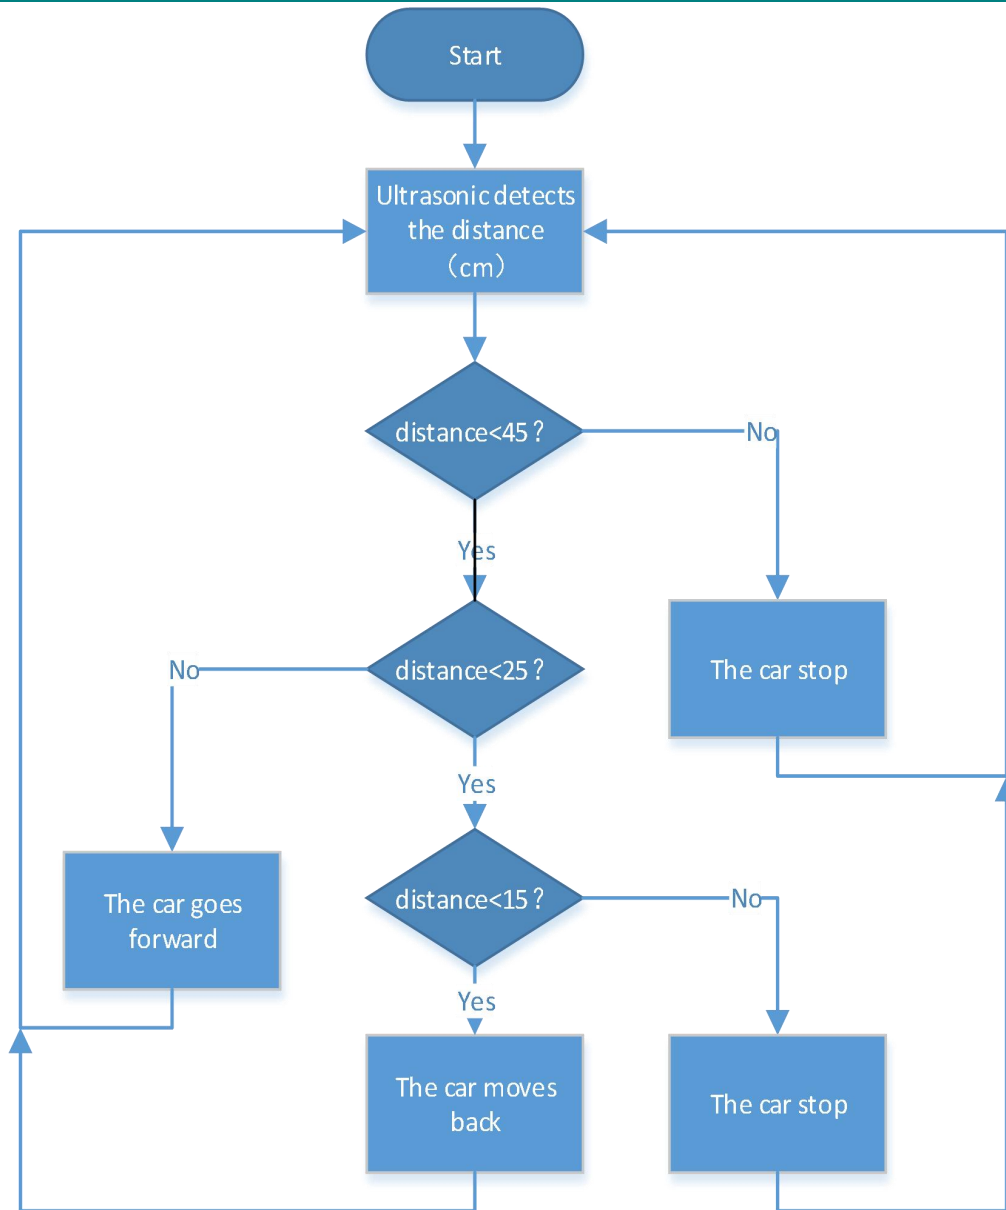 Start
Ultrasonic detects
the distance
（cm）
distance<45？
No
Yes
distance<25？
No
The car stop
Yes
distance<15？
No
The car goes
forward
Yes
The car moves
back
The car stop